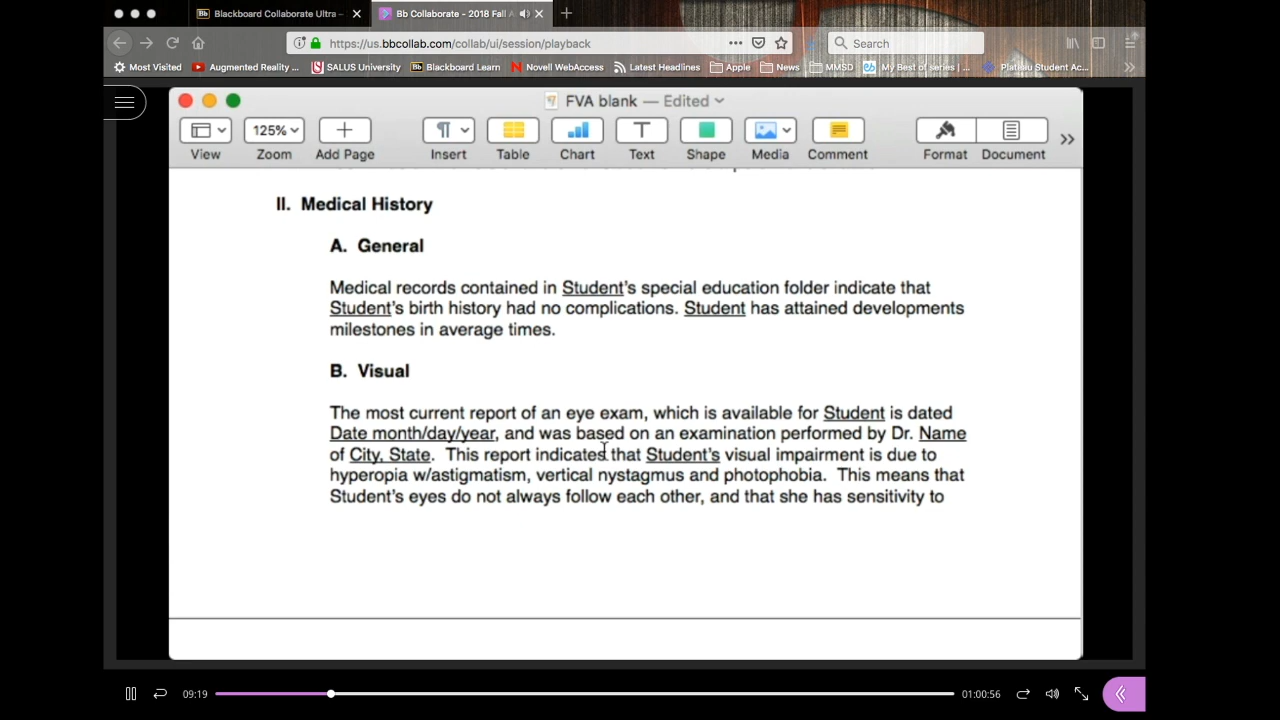 Blackboard Collaborate Ultra –
Bb Collaborate - 2018 Fall A
https://us.bbcollab.com/collab/ui/session/playback
Search
Most Visited
Augmented Reality ...
SALUS University
Blackboard Learn
Novell WebAccess
Latest Headlines
Apple
News
MMSD
My Best of series | ...
Plateau Student Ac...
FVA blank — Edited
125%
View
Zoom
Add Page
Insert
Table
Chart
Text
Shape
Media
Comment
Format
Document
II. Medical History
A. General
Medical records contained in Student's special education folder indicate that
Student's birth history had no complications. Student has attained developments
milestones in average times.
B. Visual
The most current report of an eye exam, which is available for Student is dated
Date month/day/year, and was based on an examination performed by Dr. Name
of City, State. This report indicates that Student's visual impairment is due to
hyperopia w/astigmatism, vertical nystagmus and photophobia. This means that
Student's eyes do not always follow each other, and that she has sensitivity to
09:19
01:00:56